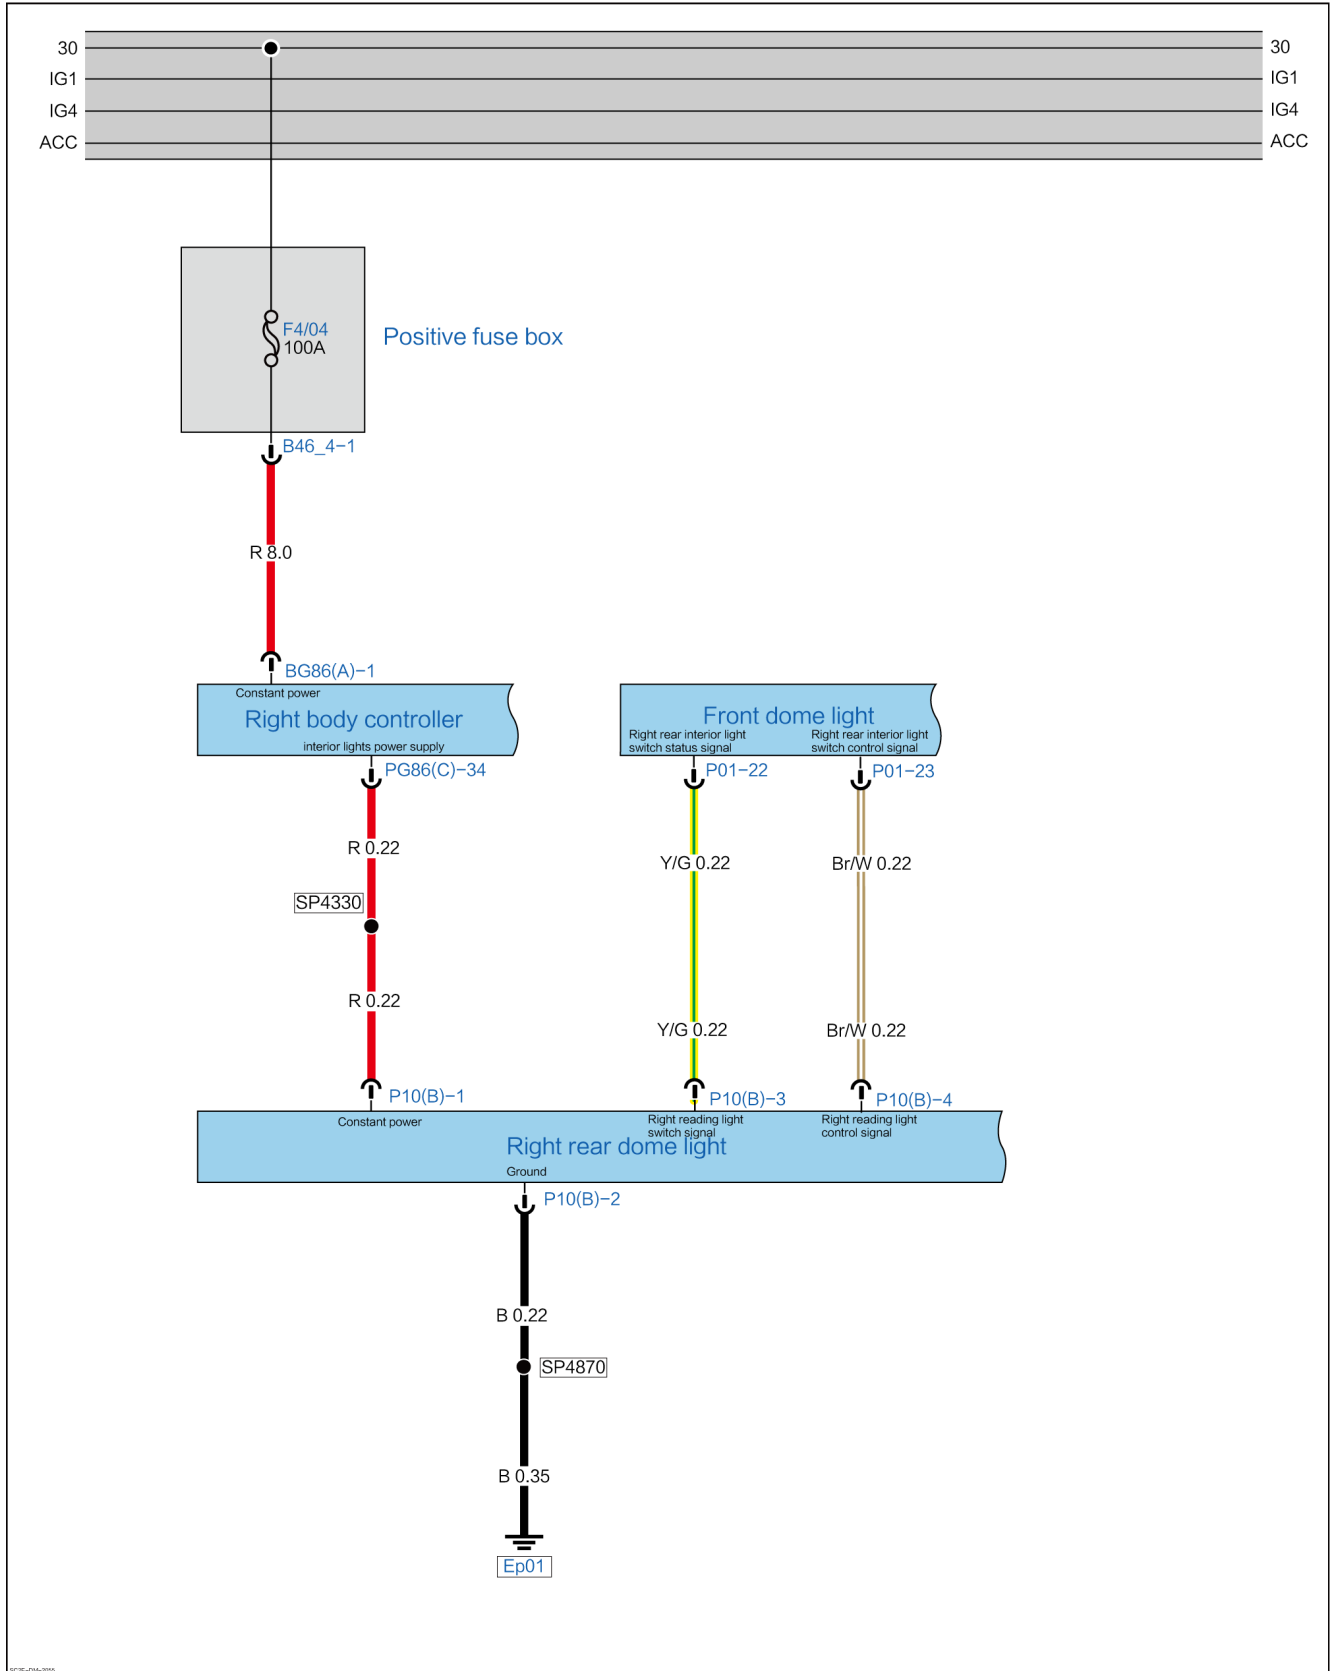 30
30
IG1
IG1
IG4
IG4
ACC
ACC
F4/04
100A
Positive fuse box
B46_4−1
R 8.0
BG86(A)−1
Constant power
Right body controller
interior lights power supply
Front dome light
Right rear interior light
switch status signal
Right rear interior light
switch control signal
PG86(C)−34
P01−22
P01−23
R 0.22
Y/G 0.22
Br/W 0.22
SP4330
R 0.22
Y/G 0.22
Br/W 0.22
P10(B)−1
P10(B)−3
P10(B)−4
Constant power
Right reading light
switch signal
Right reading light
control signal
Right rear dome light
Ground
P10(B)−2
B 0.22
SP4870
B 0.35
Ep01